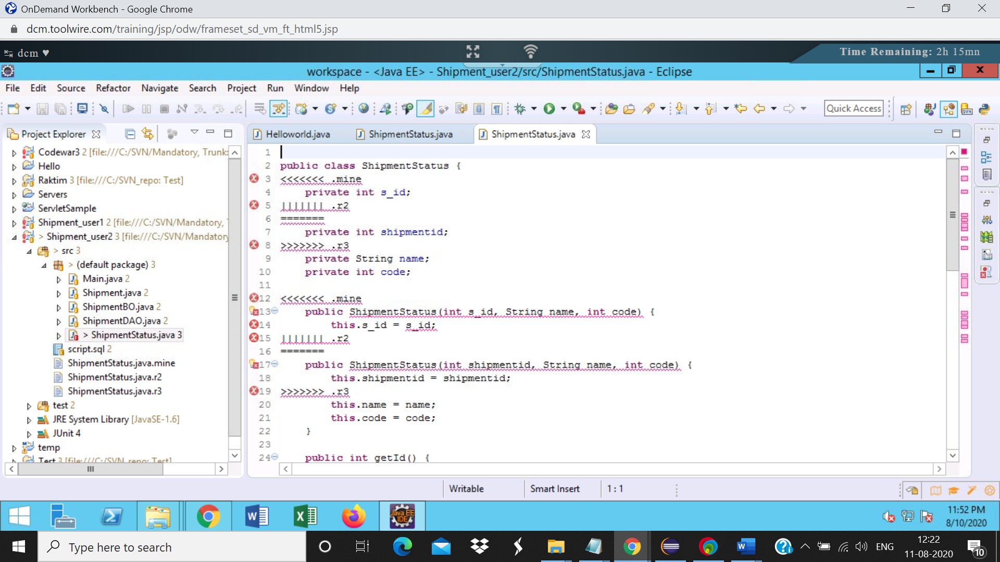 OnDemand Workbench - Google Chrome
dcm.toolwire.com/training/jsp/odw/frameset_sd_vm_ft_html5.jsp
dcm ♥
Time Remaining: 2h 15mn
workspace - <Java EE> - Shipment_user2/src/ShipmentStatus.java - Eclipse
File Edit Source Refactor Navigate Search Project Run Window Help
Quick Access
Project Explorer
Helloworld.java
ShipmentStatus.java
ShipmentStatus.java
Codewar3 2 [file:///C:/SVN/Mandatory, Trunk
Hello
Raktim 3 [file:///C:/SVN_repo: Test]
Servers
ServletSample
Shipment_user1 2 [file:///C:/SVN/Mandatory,
> Shipment_user2 3 [file:///C:/SVN/Mandatory
> src 3
> (default package) 3
Main.java 2
Shipment.java 2
ShipmentBO.java 2
ShipmentDAO.java 2
> ShipmentStatus.java 3
script.sql 2
ShipmentStatus.java.mine
ShipmentStatus.java.r2
ShipmentStatus.java.r3
test 2
JRE System Library [JavaSE-1.6]
JUnit 4
temp
Test 3 [file:///C:/SVN_repo: Test]
1
2 public class ShipmentStatus {
3 <<<<<<< .mine
4     private int s_id;
5 ||||||| .r2
6 =======
7     private int shipmentid;
8 >>>>>>> .r3
9     private String name;
10     private int code;
11
12 <<<<<<< .mine
13     public ShipmentStatus(int s_id, String name, int code) {
14         this.s_id = s_id;
15 ||||||| .r2
16 =======
17     public ShipmentStatus(int shipmentid, String name, int code) {
18         this.shipmentid = shipmentid;
19 >>>>>>> .r3
20         this.name = name;
21         this.code = code;
22     }
23
24     public int getId() {
Writable
Smart Insert
1 : 1
11:52 PM
8/10/2020
Type here to search
ENG
12:22
11-08-2020
10